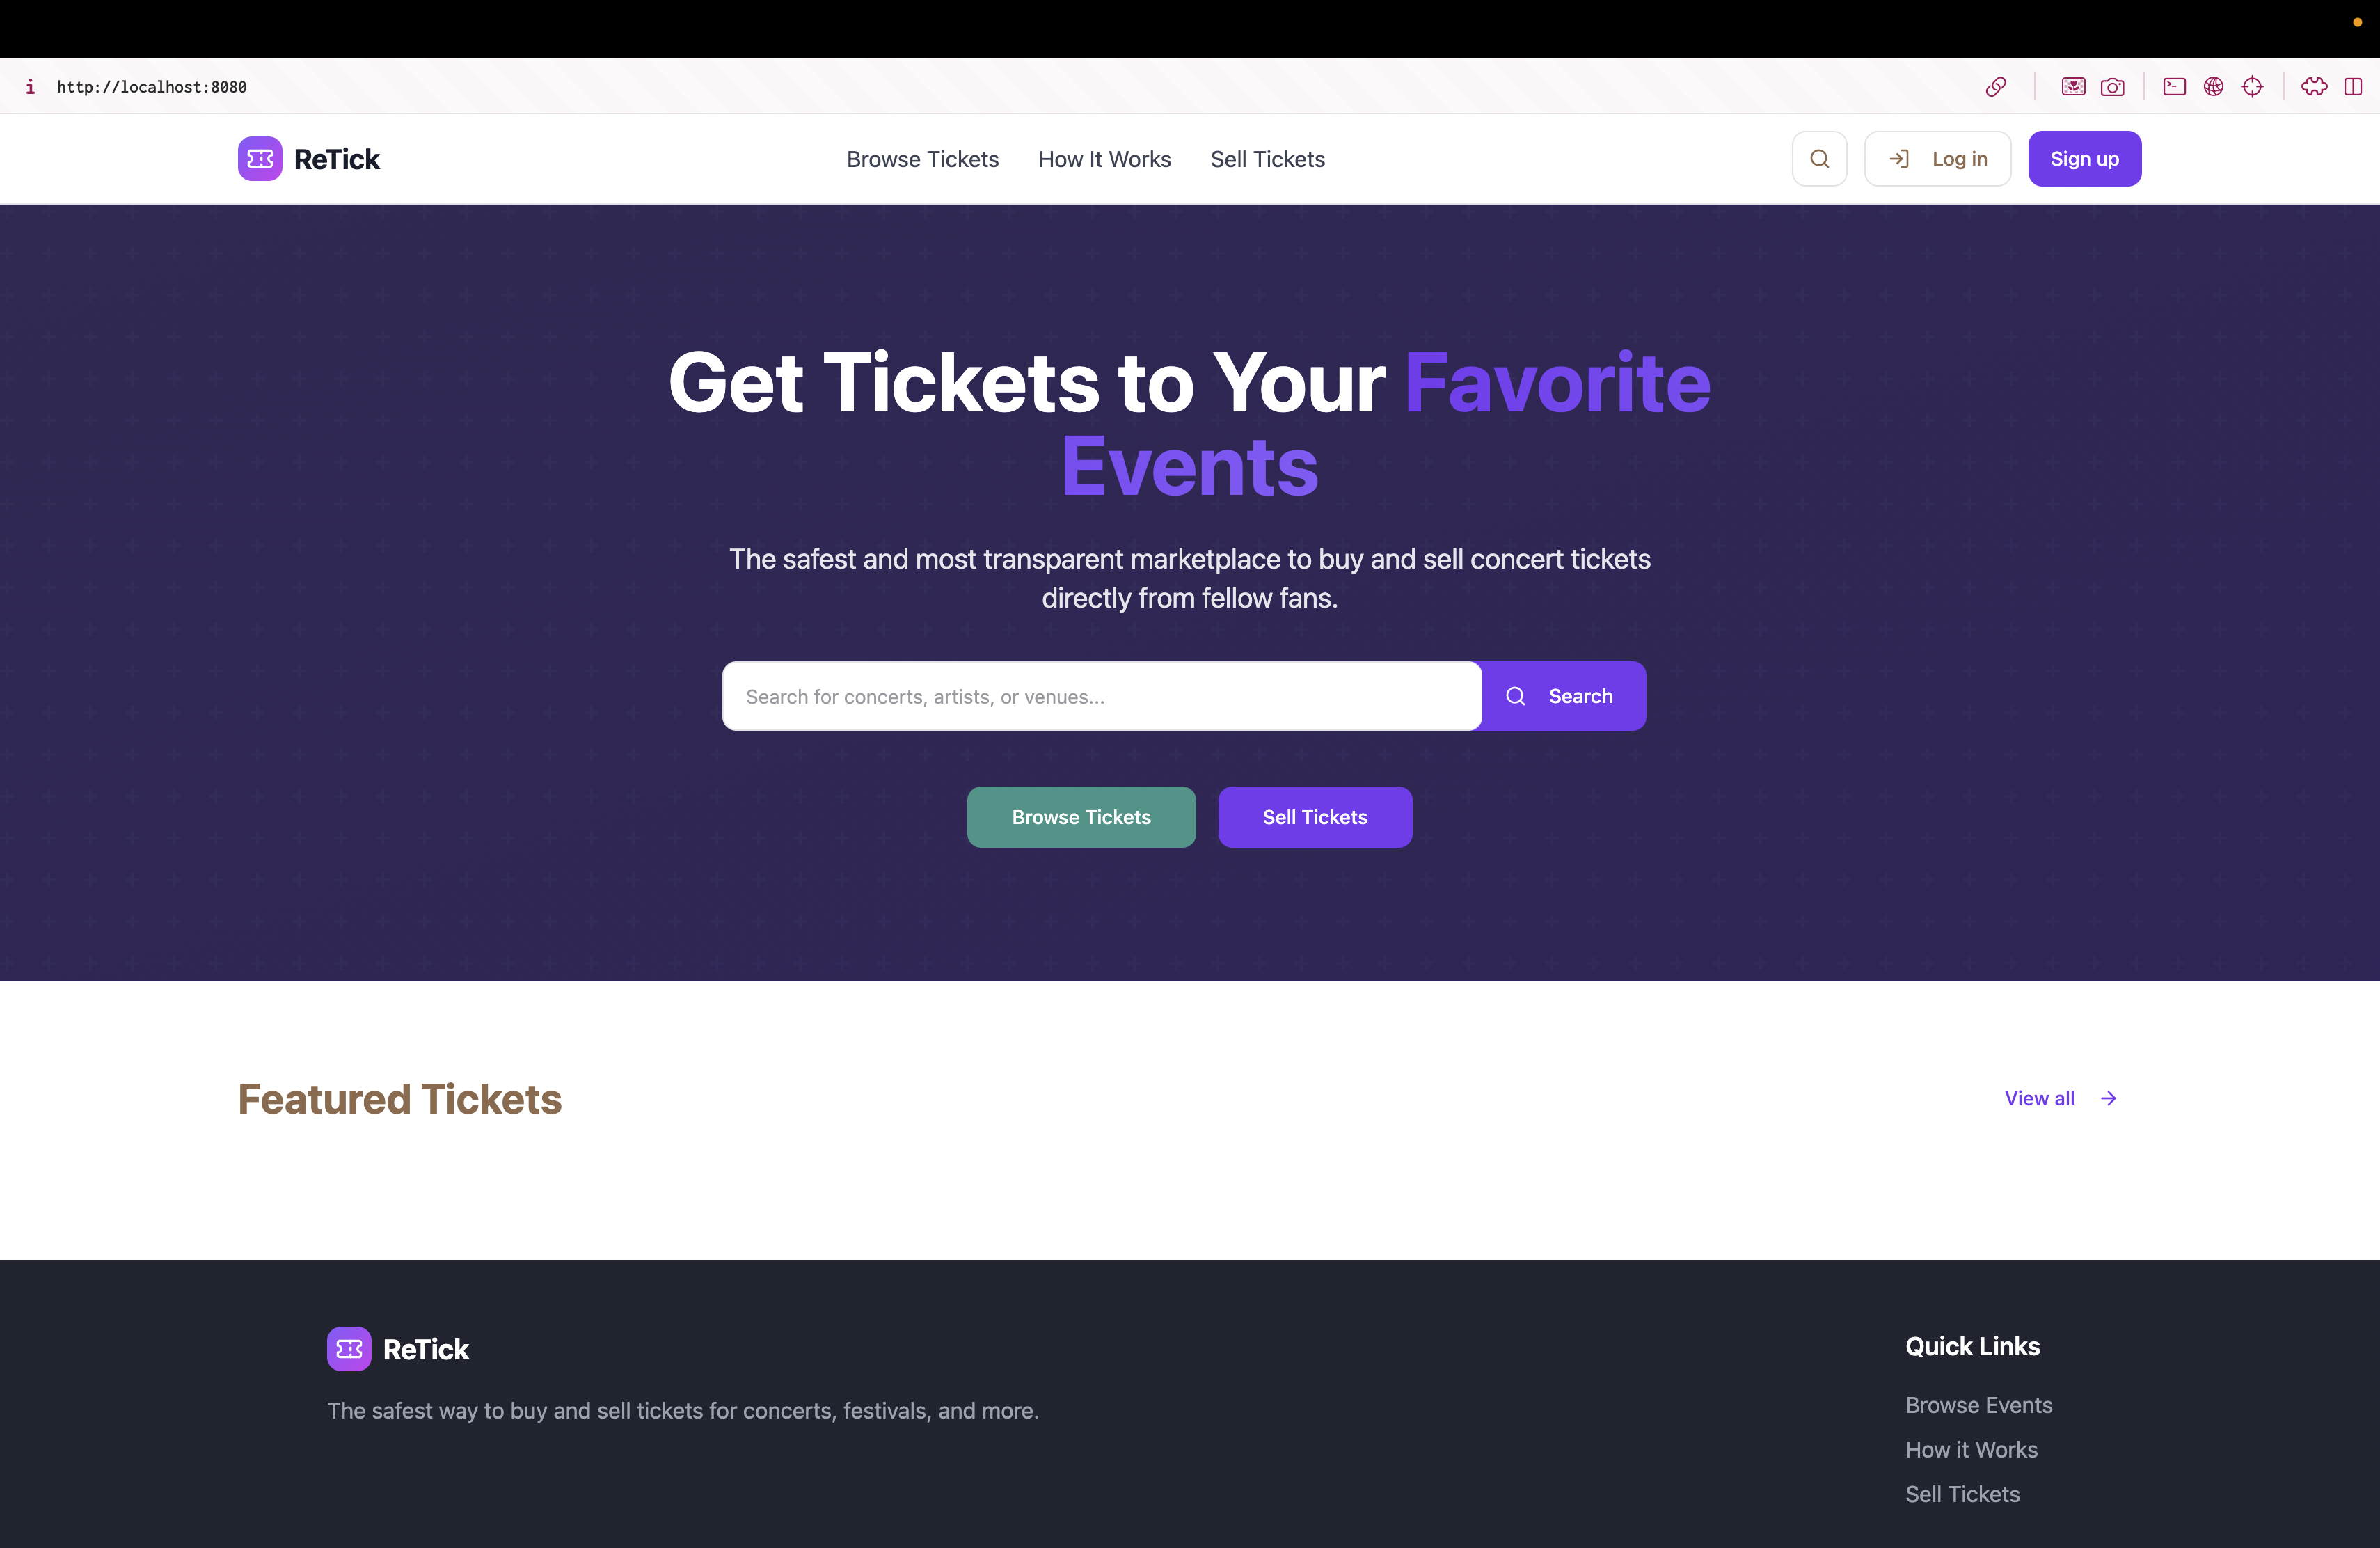 http://localhost:8080
ReTick
Browse Tickets
How It Works
Sell Tickets
Log in
Sign up
Get Tickets to Your Favorite
Events
The safest and most transparent marketplace to buy and sell concert tickets
directly from fellow fans.
Search for concerts, artists, or venues...
Search
Browse Tickets
Sell Tickets
Featured Tickets
View all
ReTick
The safest way to buy and sell tickets for concerts, festivals, and more.
Quick Links
Browse Events
How it Works
Sell Tickets